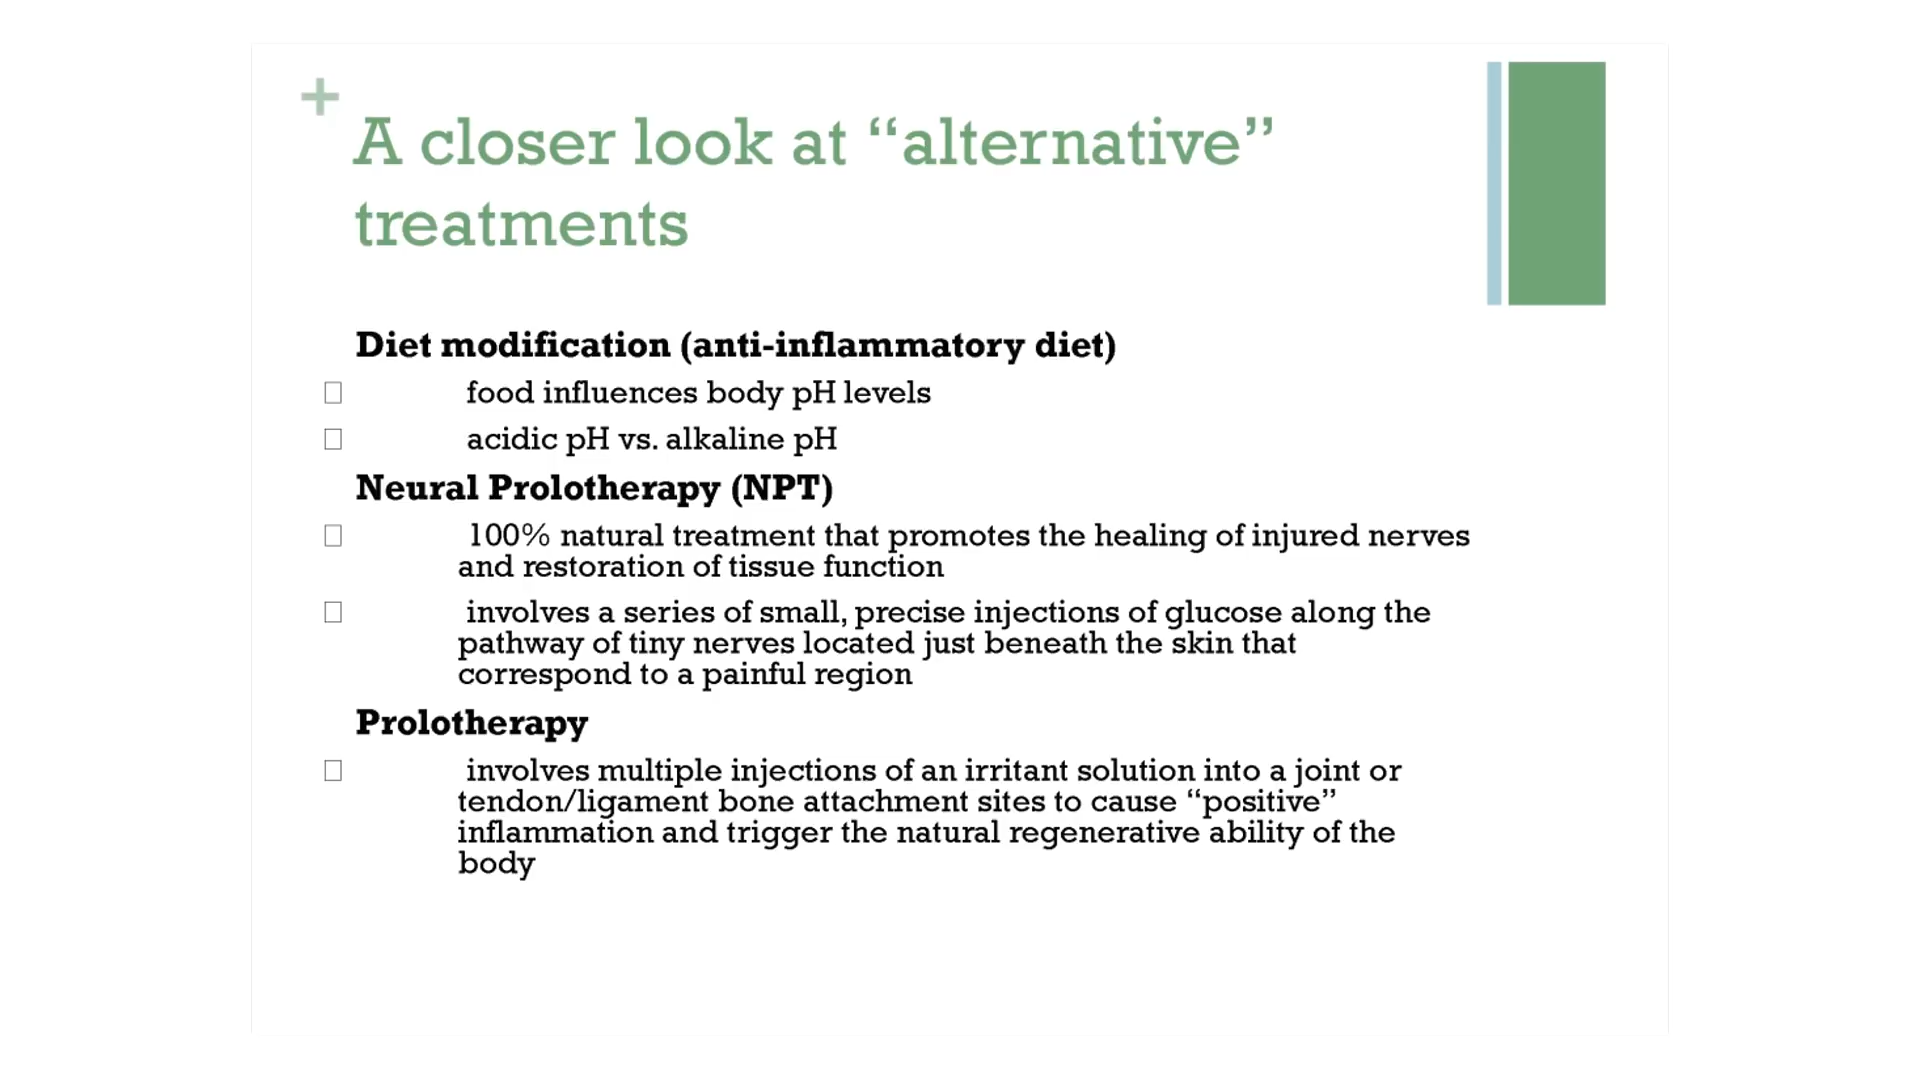 A closer look at “alternative”
treatments
Diet modification (anti-inflammatory diet)
food influences body pH levels
acidic pH vs. alkaline pH
Neural Prolotherapy (NPT)
100% natural treatment that promotes the healing of injured nerves
and restoration of tissue function
involves a series of small, precise injections of glucose along the
pathway of tiny nerves located just beneath the skin that
correspond to a painful region
Prolotherapy
involves multiple injections of an irritant solution into a joint or
tendon/ligament bone attachment sites to cause “positive”
inflammation and trigger the natural regenerative ability of the
body